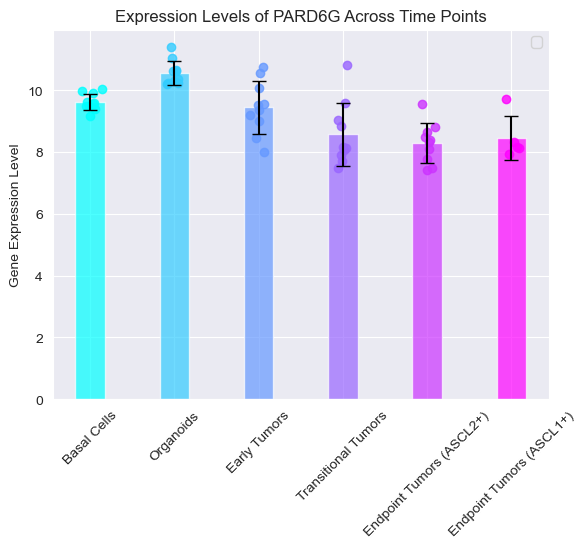 Expression Levels of PARD6G Across Time Points
Gene Expression Level
10
8
6
4
2
0
Basal Cells
Organoids
Early Tumors
Transitional Tumors
Endpoint Tumors (ASCL2+)
Endpoint Tumors (ASCL1+)